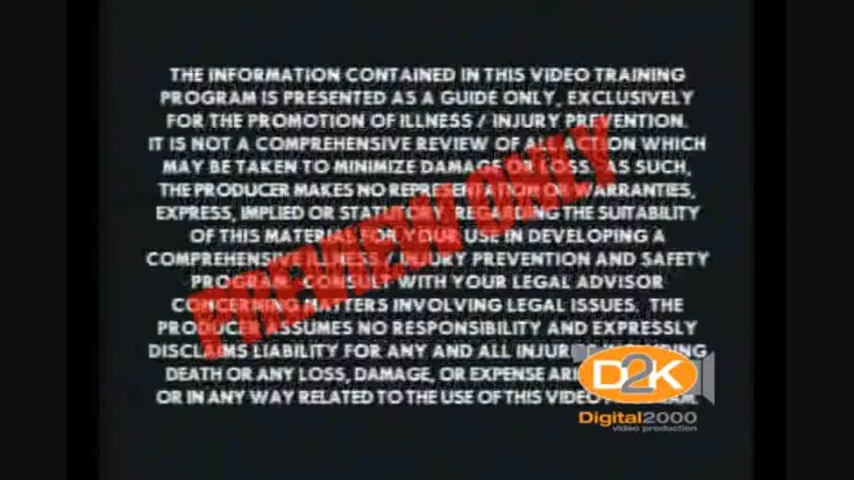 THE INFORMATION CONTAINED IN THIS VIDEO TRAINING
PROGRAM IS PRESENTED AS A GUIDE ONLY, EXCLUSIVELY
FOR THE PROMOTION OF ILLNESS / INJURY PREVENTION.
IT IS NOT A COMPREHENSIVE REVIEW OF ALL ACTION WHICH
MAY BE TAKEN TO MINIMIZE DAMAGE OR LOSS. AS SUCH,
THE PRODUCER MAKES NO REPRESENTATION OR WARRANTIES,
EXPRESS, IMPLIED OR STATUTORY, REGARDING THE SUITABILITY
OF THIS MATERIAL FOR YOUR USE IN DEVELOPING A
COMPREHENSIVE ILLNESS / INJURY PREVENTION AND SAFETY
PROGRAM. CONSULT WITH YOUR LEGAL ADVISOR
CONCERNING MATTERS INVOLVING LEGAL ISSUES. THE
PRODUCER ASSUMES NO RESPONSIBILITY AND EXPRESSLY
DISCLAIMS LIABILITY FOR ANY AND ALL INJURIES INCLUDING
DEATH OR ANY LOSS, DAMAGE, OR EXPENSE
OR IN ANY WAY RELATED TO THE USE OF THIS VIDEO PROGRAM.
PREVIEW ONLY
D2K
Digital2000
video production